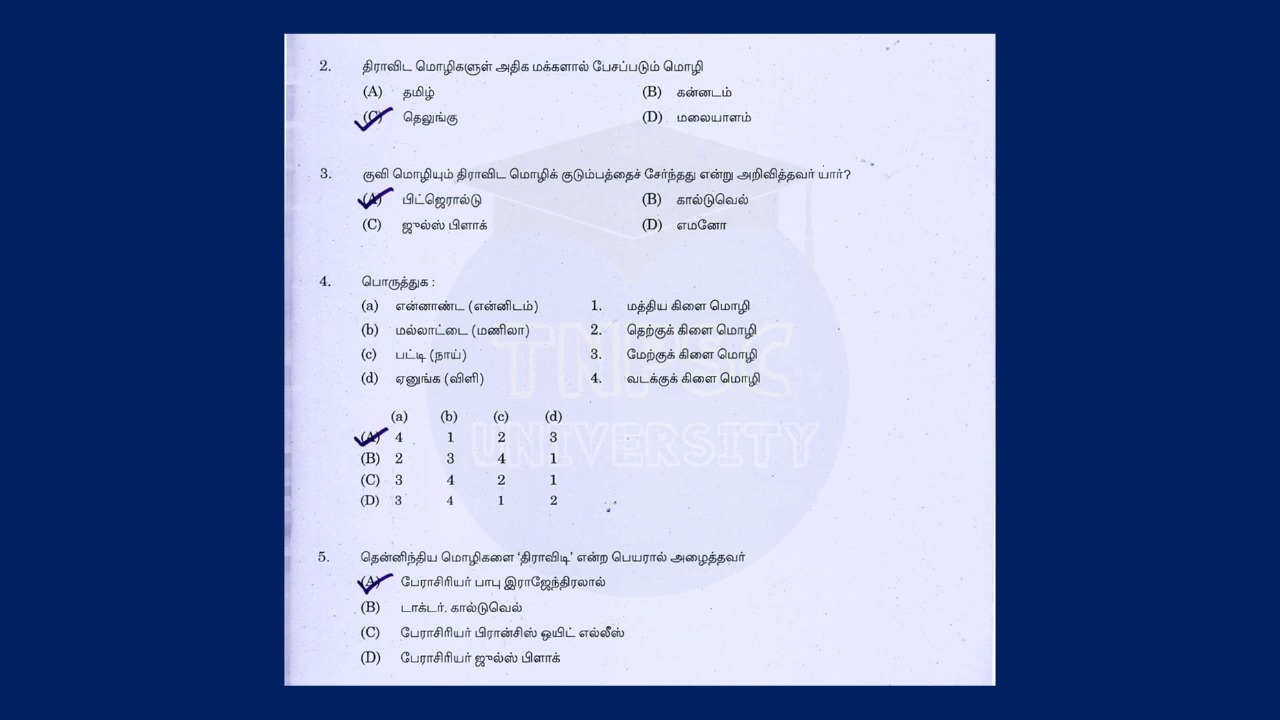 2. திராவிட மொழிகளுள் அதிக மக்களால் பேசப்படும் மொழி
(A) தமிழ் (B) கன்னடம்
(C) தெலுங்கு (D) மலையாளம்
3. குவி மொழியும் திராவிட மொழிக் குடும்பத்தைச் சேர்ந்தது என்று அறிவித்தவர் யார்?
(A) பிட்ஜெரால்டு (B) கால்டுவெல்
(C) ஜுல்ஸ் பிளாக் (D) எமனோ
4. பொருத்துக :
(a) என்னாண்ட (என்னிடம்) 1. மத்திய கிளை மொழி
(b) மல்லாட்டை (மணிலா) 2. தெற்குக் கிளை மொழி
(c) பட்டி (நாய்) 3. மேற்குக் கிளை மொழி
(d) ஏனுங்க (விளி) 4. வடக்குக் கிளை மொழி
(a) (b) (c) (d)
(A) 4 1 2 3
(B) 2 3 4 1
(C) 3 4 2 1
(D) 3 4 1 2
TNPSC
UNIVERSITY
5. தென்னிந்திய மொழிகளை ‘திராவிடி’ என்ற பெயரால் அழைத்தவர்
(A) பேராசிரியர் பாபு இராஜேந்திரலால்
(B) டாக்டர். கால்டுவெல்
(C) பேராசிரியர் பிரான்சிஸ் ஒயிட் எல்லீஸ்
(D) பேராசிரியர் ஜுல்ஸ் பிளாக்